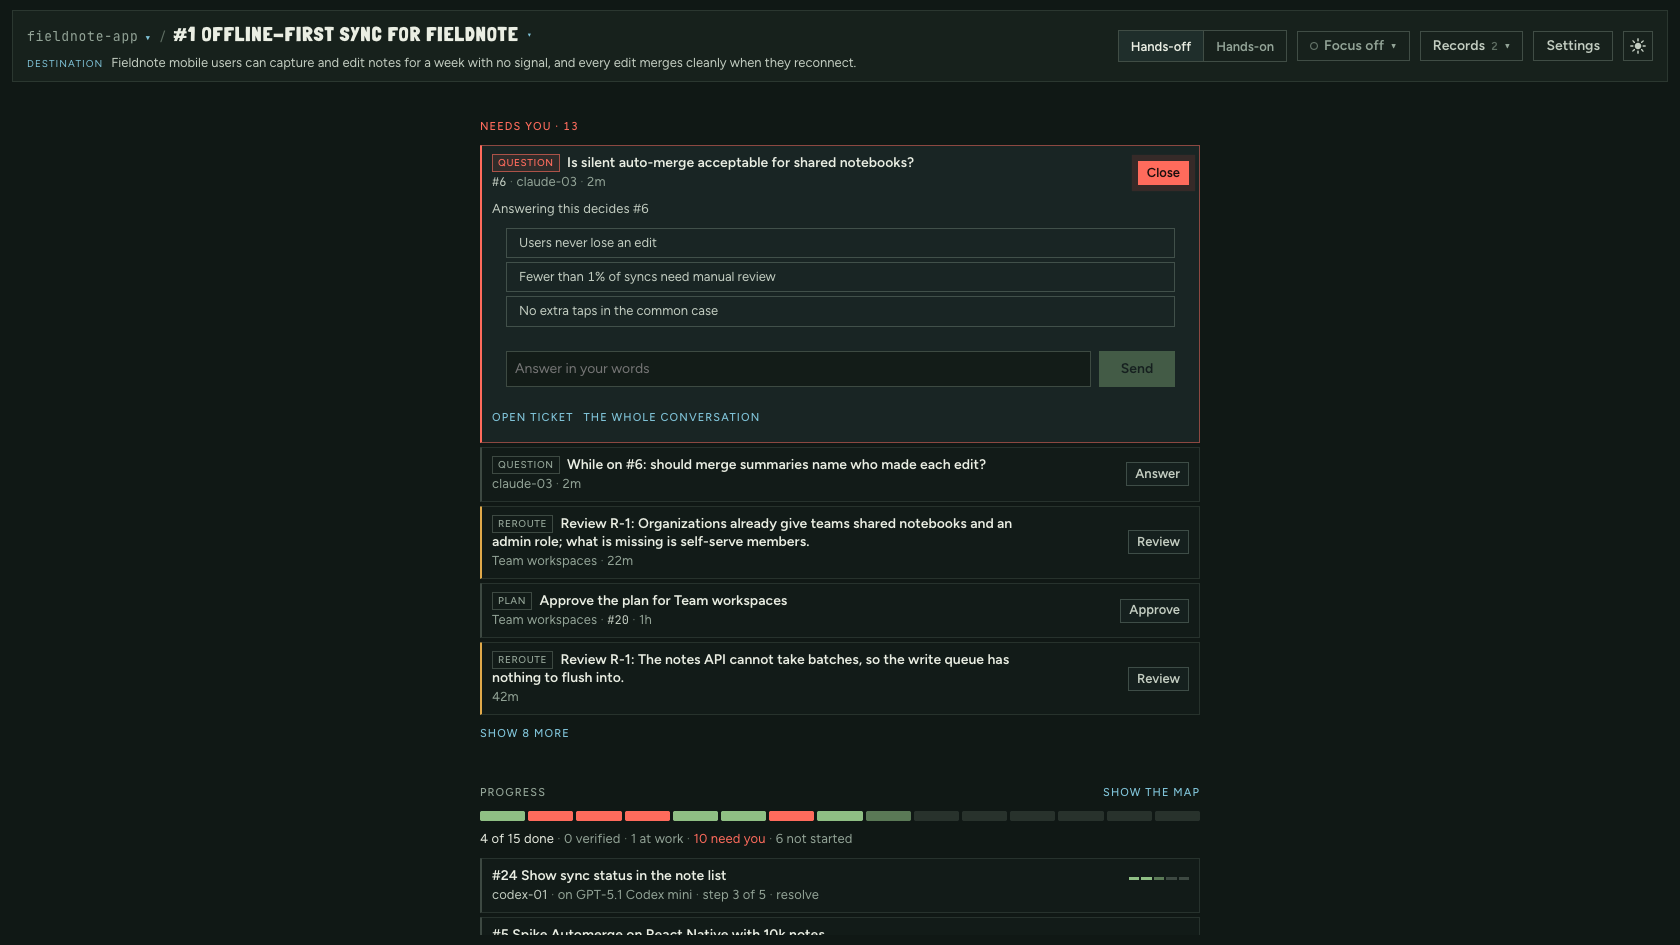 fieldnote-app ▾ / #1 OFFLINE-FIRST SYNC FOR FIELDNOTE
DESTINATION Fieldnote mobile users can capture and edit notes for a week with no signal, and every edit merges cleanly when they reconnect.
Hands-off Hands-on Focus off ▾ Records 2 ▾ Settings
NEEDS YOU · 13
QUESTION Is silent auto-merge acceptable for shared notebooks?
#6 · claude-03 · 2m
Close
Answering this decides #6
Users never lose an edit
Fewer than 1% of syncs need manual review
No extra taps in the common case
Answer in your words
Send
OPEN TICKET THE WHOLE CONVERSATION
QUESTION While on #6: should merge summaries name who made each edit?
claude-03 · 2m
Answer
REROUTE Review R-1: Organizations already give teams shared notebooks and an
admin role; what is missing is self-serve members.
Team workspaces · 22m
Review
PLAN Approve the plan for Team workspaces
Team workspaces · #20 · 1h
Approve
REROUTE Review R-1: The notes API cannot take batches, so the write queue has
nothing to flush into.
42m
Review
SHOW 8 MORE
PROGRESS
SHOW THE MAP
4 of 15 done · 0 verified · 1 at work · 10 need you · 6 not started
#24 Show sync status in the note list
codex-01 · on GPT-5.1 Codex mini · step 3 of 5 · resolve
#5 Spike Automerge on React Native with 10k notes